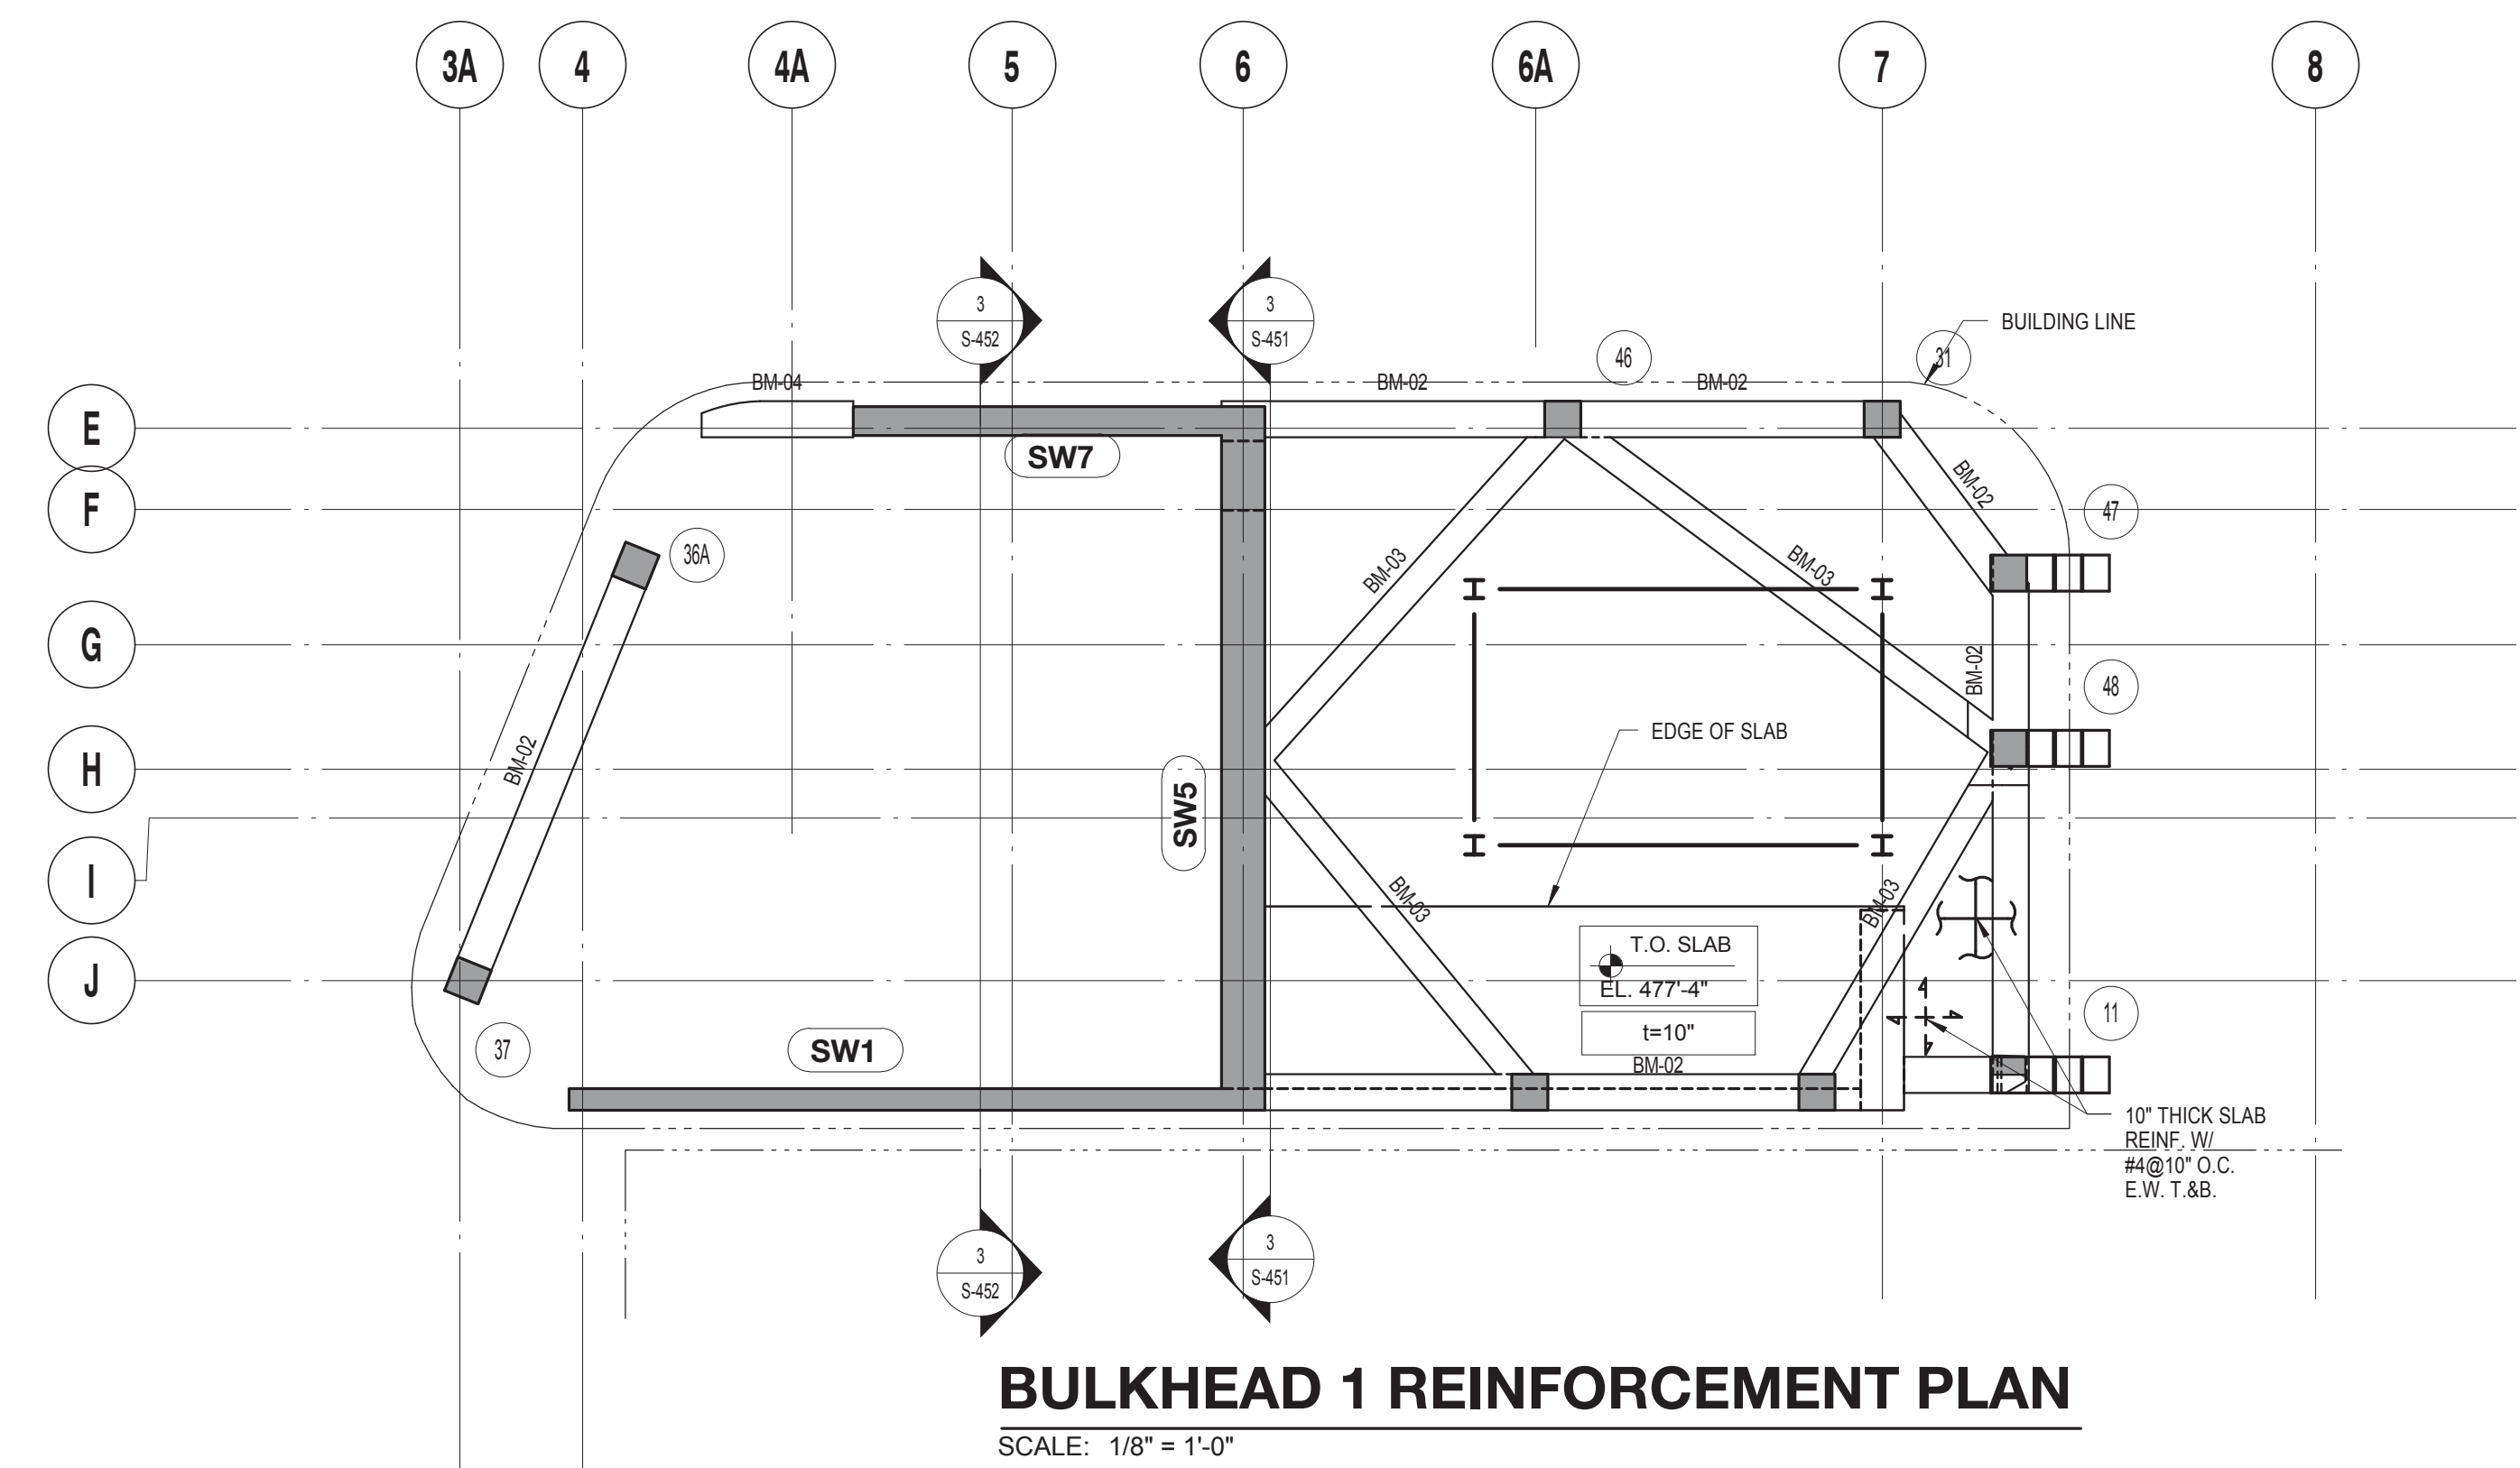 3A
4
4A
5
6
6A
7
8
3
S-452
3
S-451
BUILDING LINE
46
31
BM-04
BM-02
BM-02
E
SW7
BM-02
F
47
36A
BM-03
BM-03
G
BM-02
48
EDGE OF SLAB
BM-02
H
SW5
I
BM-03
BM-03
T.O. SLAB
EL. 477'-4"
J
11
t=10"
37
SW1
BM-02
10" THICK SLAB
REINF. W/
#4@10" O.C.
E.W. T.&B.
3
S-452
3
S-451
BULKHEAD 1 REINFORCEMENT PLAN
SCALE: 1/8" = 1'-0"